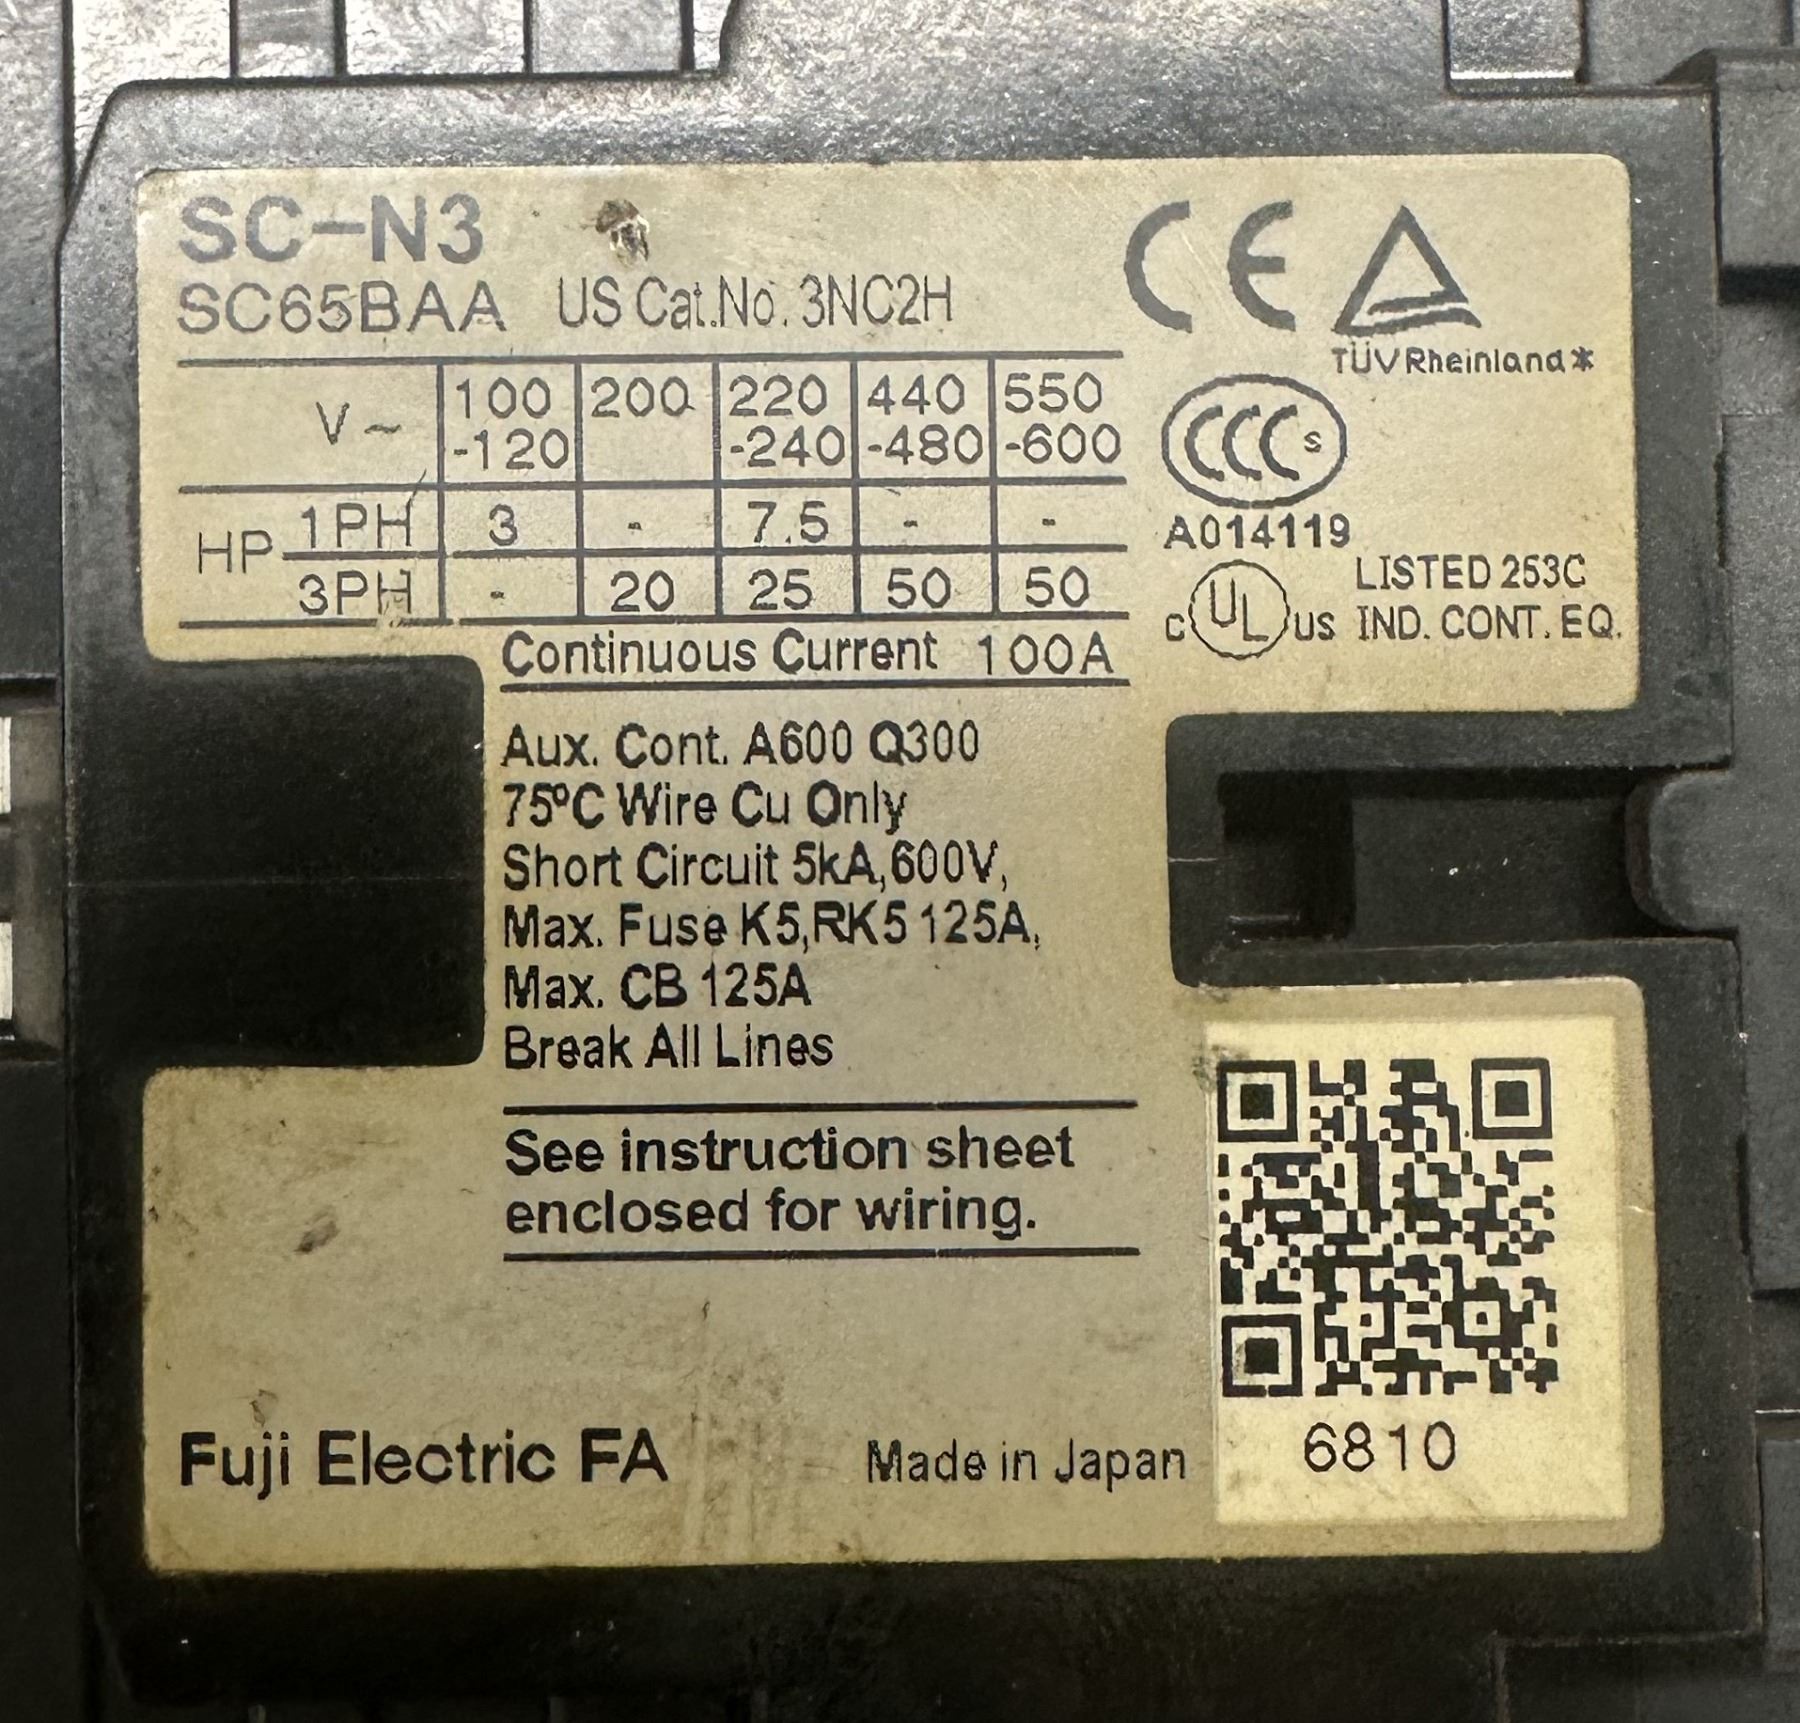 SC-N3
SC65BAA US Cat.No. 3NC2H
CE
TÜVRheinland*
V~ 100-120 200 220-240 440-480 550-600
HP 1PH 3 - 7.5 - -
3PH - 20 25 50 50
Continuous Current 100A
CCC S
A014119
c UL us LISTED 253C
IND. CONT. EQ.
Aux. Cont. A600 Q300
75°C Wire Cu Only
Short Circuit 5kA,600V,
Max. Fuse K5,RK5 125A,
Max. CB 125A
Break All Lines
See instruction sheet
enclosed for wiring.
Fuji Electric FA
Made in Japan
6810